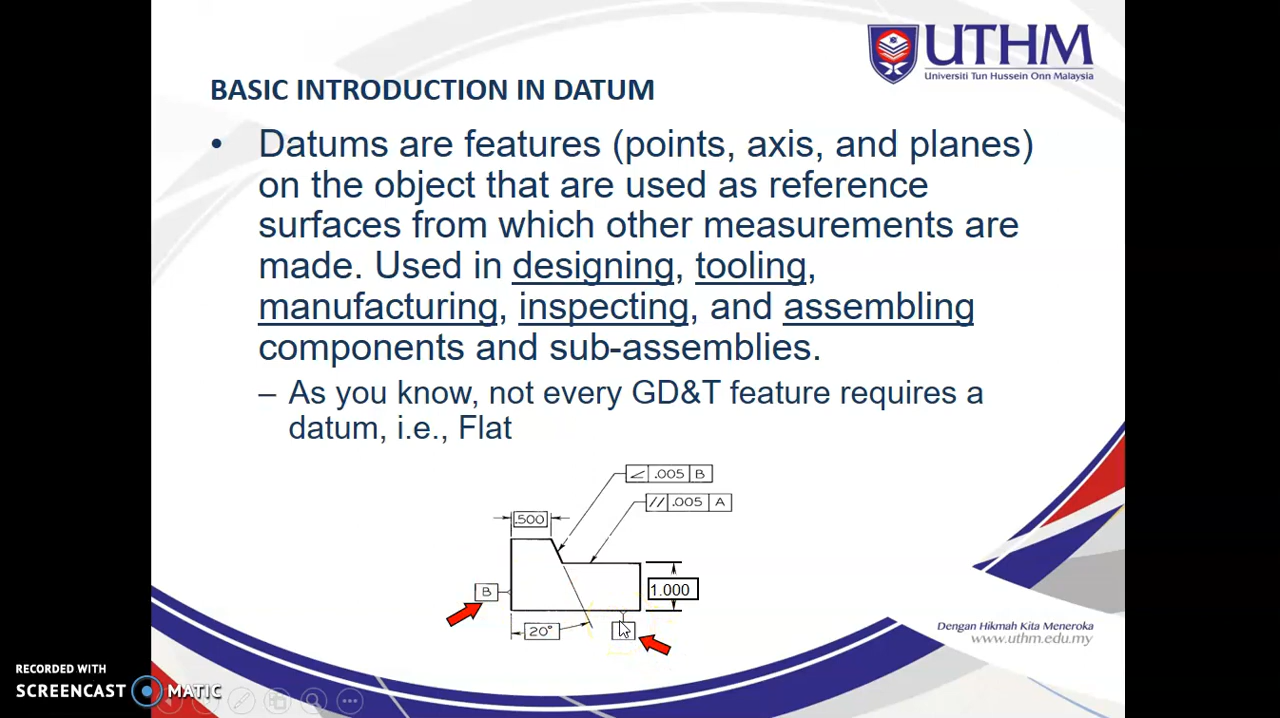 UTHM
Universiti Tun Hussein Onn Malaysia
BASIC INTRODUCTION IN DATUM
• Datums are features (points, axis, and planes)
on the object that are used as reference
surfaces from which other measurements are
made. Used in designing, tooling,
manufacturing, inspecting, and assembling
components and sub-assemblies.
– As you know, not every GD&T feature requires a
datum, i.e., Flat
∠ .005 B
// .005 A
.500
B
1.000
20°
Dengan Hikmah Kita Meneroka
www.uthm.edu.my
RECORDED WITH
SCREENCAST MATIC